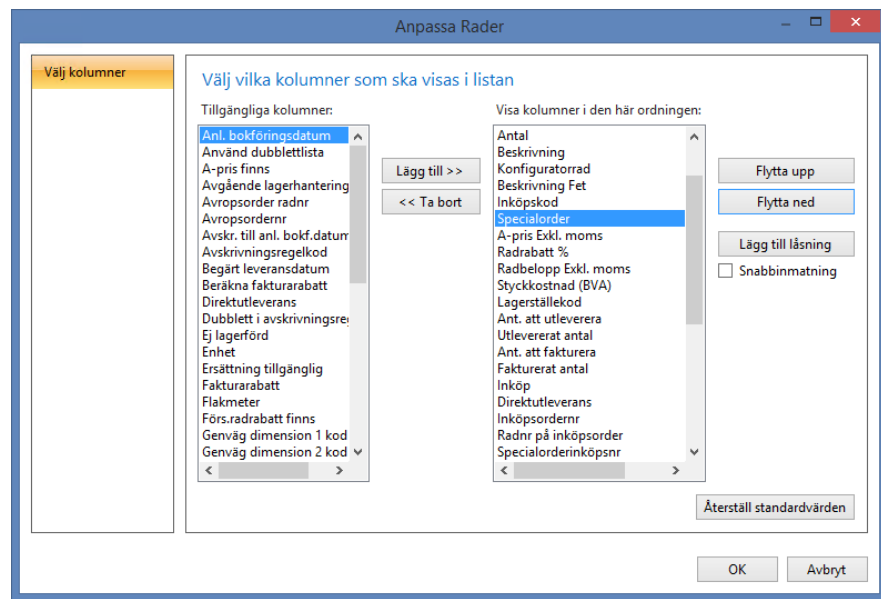 Anpassa Rader
Välj kolumner
Välj vilka kolumner som ska visas i listan
Tillgängliga kolumner:
Anl. bokföringsdatum
Använd dubblettlista
A-pris finns
Avgående lagerhantering
Avropsorder radnr
Avropsordernr
Avskr. till anl. bokf.datum
Avskrivningsregelkod
Begärt leveransdatum
Beräkna fakturarabatt
Direktutleverans
Dubblett i avskrivningsre
Ej lagerförd
Enhet
Ersättning tillgänglig
Fakturarabatt
Flakmeter
Förs.radrabatt finns
Genväg dimension 1 kod
Genväg dimension 2 kod
Lägg till >>
<< Ta bort
Visa kolumner i den här ordningen:
Antal
Beskrivning
Konfiguratorrad
Beskrivning Fet
Inköpskod
Specialorder
A-pris Exkl. moms
Radrabatt %
Radbelopp Exkl. moms
Styckkostnad (BVA)
Lagerställekod
Ant. att utleverera
Utlevererat antal
Ant. att fakturera
Fakturerat antal
Inköp
Direktutleverans
Inköpsordernr
Radnr på inköpsorder
Specialorderinköpsnr
Flytta upp
Flytta ned
Lägg till låsning
Snabbinmatning
Återställ standardvärden
OK
Avbryt